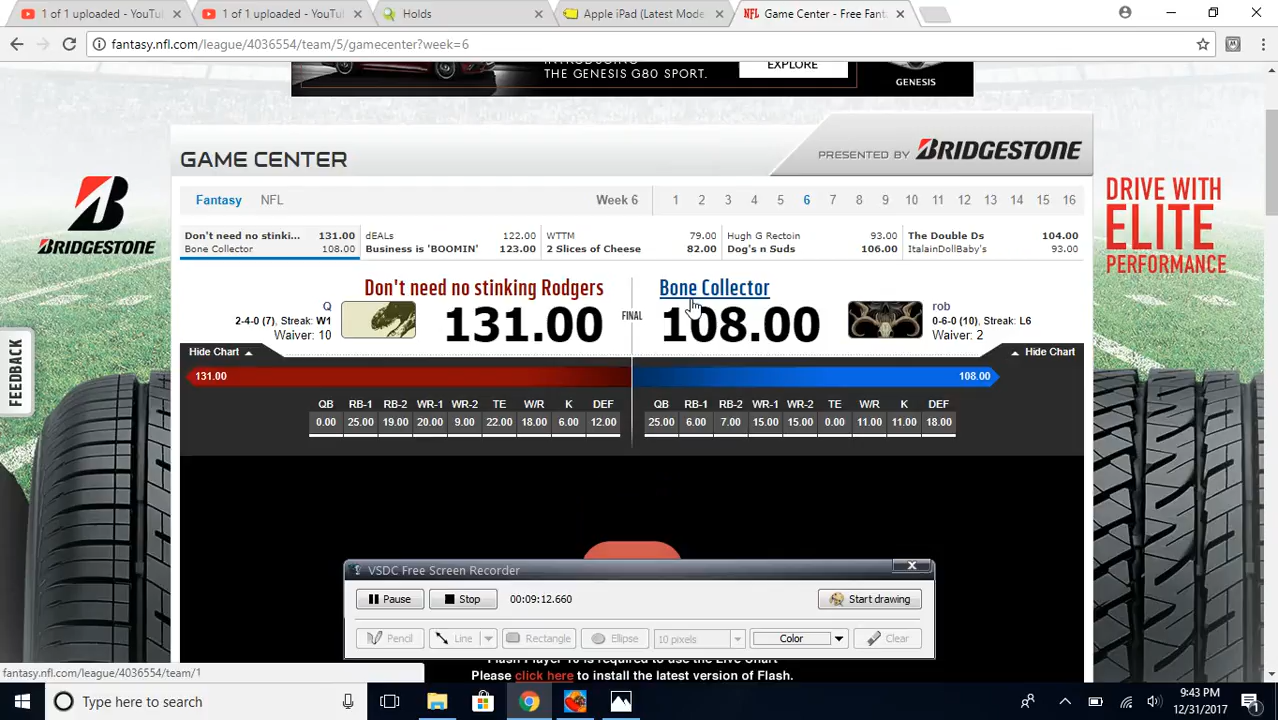 1 of 1 uploaded - YouTu
1 of 1 uploaded - YouTu
Holds
Apple iPad (Latest Mode
NFL Game Center - Free Fant
fantasy.nfl.com/league/4036554/team/5/gamecenter?week=6
THE GENESIS G80 SPORT.
EXPLORE
GENESIS
GAME CENTER
PRESENTED BY BRIDGESTONE
Fantasy NFL
Week 6 1 2 3 4 5 6 7 8 9 10 11 12 13 14 15 16
Don't need no stinki... 131.00
Bone Collector 108.00
dEALs 122.00
Business is 'BOOMIN' 123.00
WTTM 79.00
2 Slices of Cheese 82.00
Hugh G Rectoin 93.00
Dog's n Suds 106.00
The Double Ds 104.00
ItalainDollBaby's 93.00
BRIDGESTONE
DRIVE WITH
ELITE
PERFORMANCE
Don't need no stinking Rodgers
Q
2-4-0 (7), Streak: W1
Waiver: 10
131.00
FINAL
Bone Collector
108.00
rob
0-6-0 (10), Streak: L6
Waiver: 2
Hide Chart
Hide Chart
131.00
108.00
QB RB-1 RB-2 WR-1 WR-2 TE W/R K DEF
0.00 25.00 19.00 20.00 9.00 22.00 18.00 6.00 12.00
QB RB-1 RB-2 WR-1 WR-2 TE W/R K DEF
25.00 6.00 7.00 15.00 15.00 0.00 11.00 11.00 18.00
FEEDBACK
VSDC Free Screen Recorder
Pause Stop 00:09:12.660 Start drawing
Pencil Line Rectangle Ellipse 10 pixels Color Clear
Flash Player 10 is required to use the Live Chart
Please click here to install the latest version of Flash.
fantasy.nfl.com/league/4036554/team/1
Type here to search
9:43 PM
12/31/2017
1